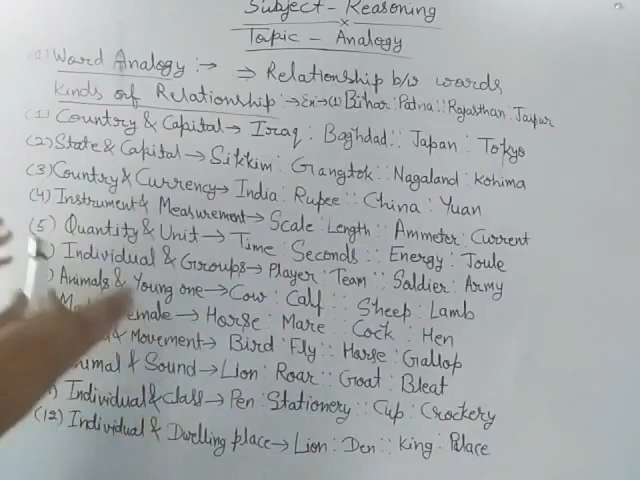 Subject - Reasoning
x
Topic - Analogy
(1) Word Analogy :→ ⇒ Relationship b/w words
Kinds of Relationship :→ Ex→(1) Bihar : Patna :: Rajasthan : Jaipur
(1) Country & Capital → Iraq : Baghdad :: Japan : Tokyo
(2) State & Capital → Sikkim : Gangtok :: Nagaland : Kohima
(3) Country & Currency → India : Rupee :: China : Yuan
(4) Instrument & Measurement → Scale : Length :: Ammeter : Current
(5) Quantity & Unit → Time : Seconds :: Energy : Joule
) Individual & Groups → Player : Team :: Soldier : Army
) Animals & Young one → Cow : Calf :: Sheep : Lamb
→ Horse : Mare :: Cock : Hen
& Movement → Bird : Fly :: Horse : Gallop
& Sound → Lion : Roar :: Goat : Bleat
) Individual & Class → Pen : Stationery :: Cup : Crockery
(12) Individual & Dwelling place → Lion : Den :: King : Palace